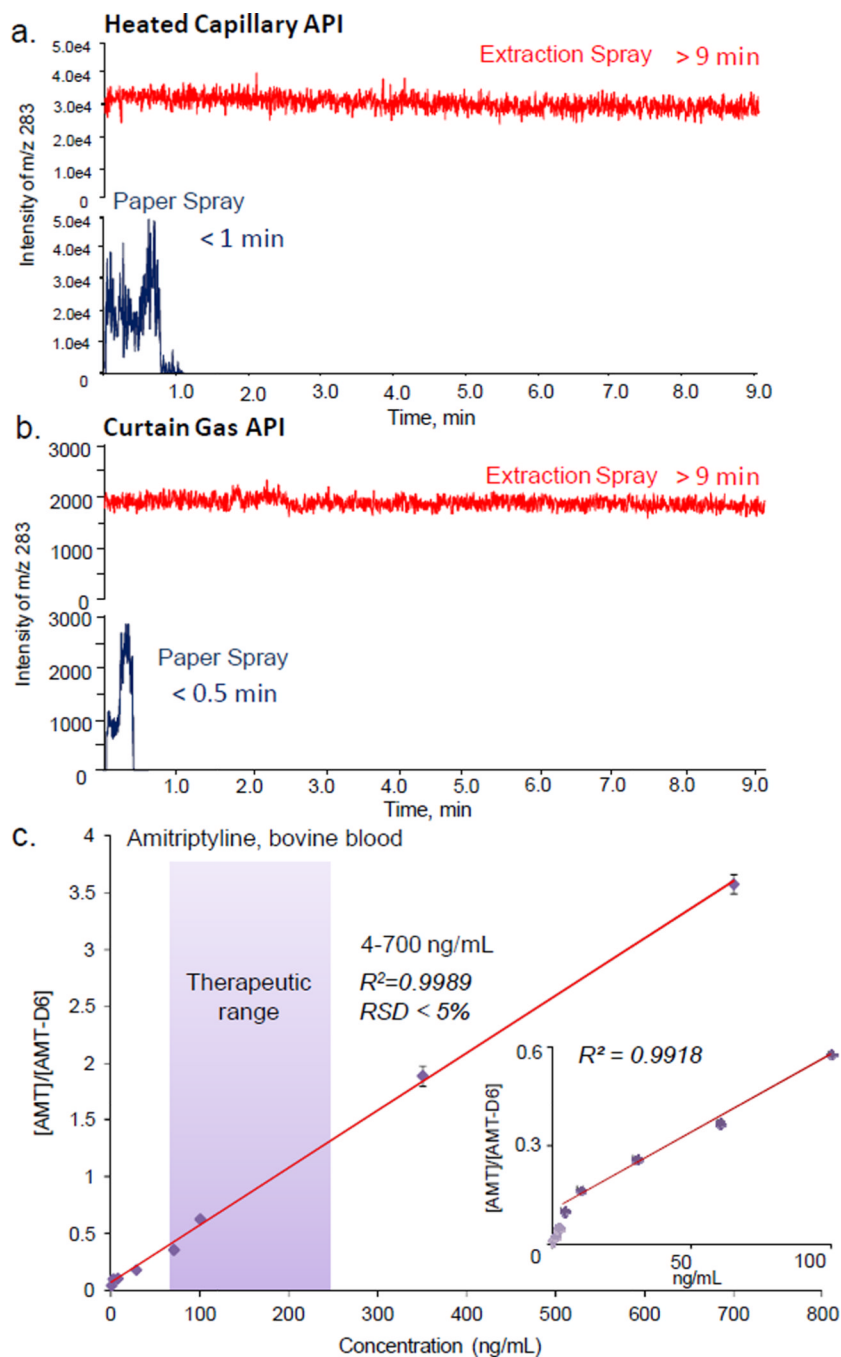 a.
Heated Capillary API
Extraction Spray > 9 min
5.0e4
4.0e4
3.0e4
2.0e4
1.0e4
0
Intensity of m/z 283
Paper Spray
< 1 min
5.0e4
4.0e4
3.0e4
2.0e4
1.0e4
0
1.0 2.0 3.0 4.0 5.0 6.0 7.0 8.0 9.0
Time, min
b.
Curtain Gas API
3000
2000
1000
0
Extraction Spray > 9 min
Intensity of m/z 283
3000
2000
1000
0
Paper Spray
< 0.5 min
1.0 2.0 3.0 4.0 5.0 6.0 7.0 8.0 9.0
Time, min
c.
Amitriptyline, bovine blood
4
3.5
3
2.5
2
1.5
1
0.5
0
[AMT]/[AMT-D6]
Therapeutic
range
4-700 ng/mL
R²=0.9989
RSD < 5%
R² = 0.9918
0.6
0.3
0
[AMT]/[AMT-D6]
50 100
ng/mL
0 100 200 300 400 500 600 700 800
Concentration (ng/mL)